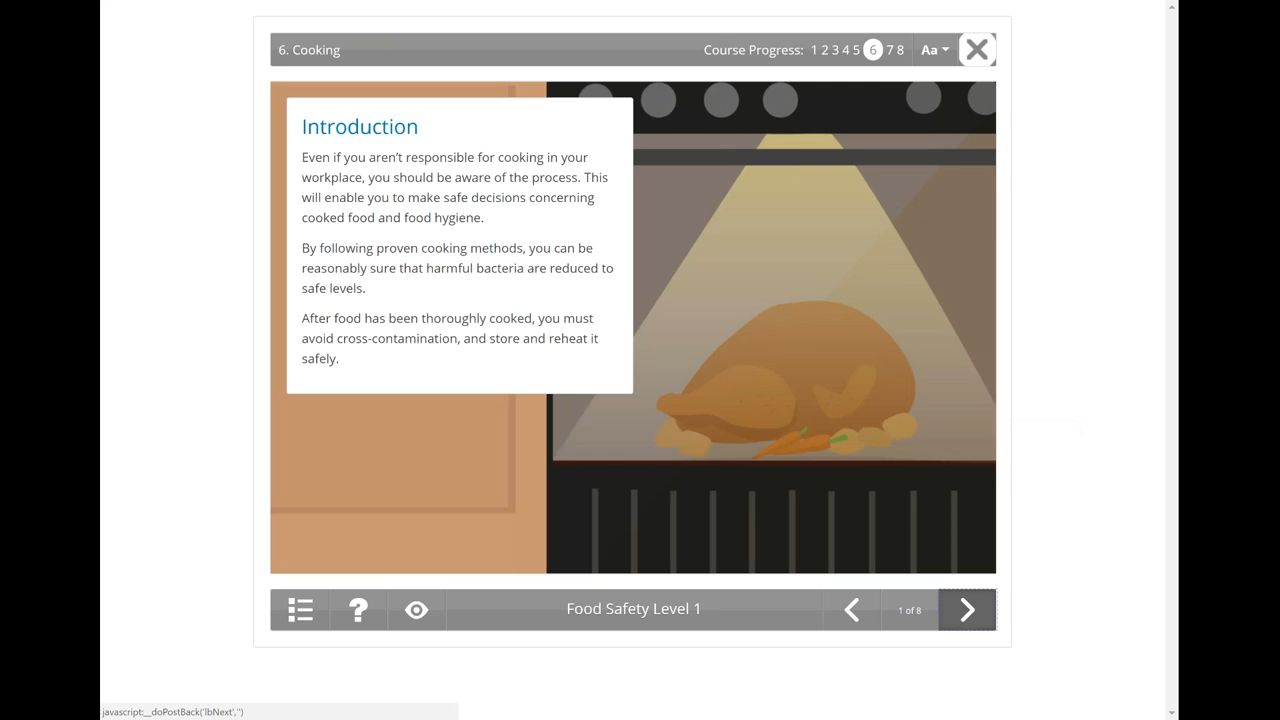 6. Cooking
Course Progress: 1 2 3 4 5 6 7 8
Aa
Introduction
Even if you aren't responsible for cooking in your
workplace, you should be aware of the process. This
will enable you to make safe decisions concerning
cooked food and food hygiene.
By following proven cooking methods, you can be
reasonably sure that harmful bacteria are reduced to
safe levels.
After food has been thoroughly cooked, you must
avoid cross-contamination, and store and reheat it
safely.
?
Food Safety Level 1
1 of 8
javascript:__doPostBack('lbNext','')